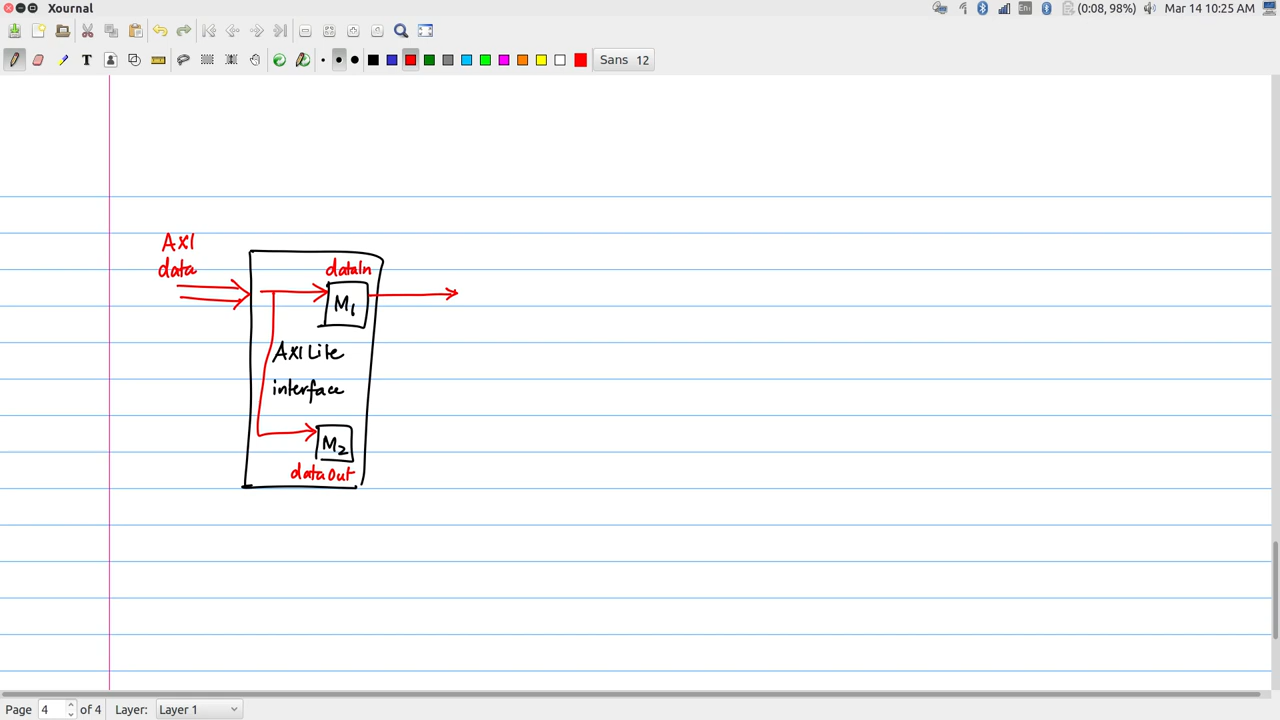 Xournal
(0:08, 98%)
Mar 14 10:25 AM
En
T
Sans 12
AXI
data
dataIn
M1
AXI Lite
interface
M2
dataOut
Page 4 of 4 Layer: Layer 1